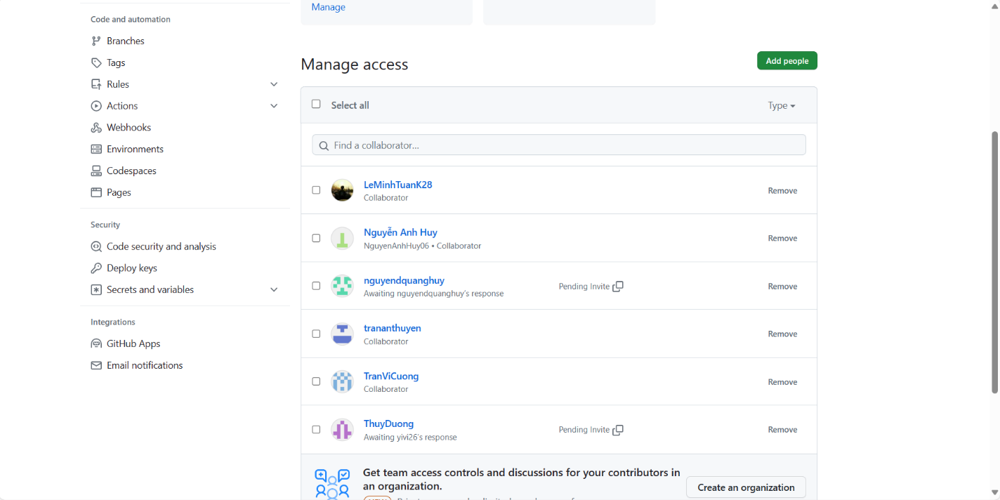 Code and automation
Branches
Tags
Rules
Actions
Webhooks
Environments
Codespaces
Pages
Security
Code security and analysis
Deploy keys
Secrets and variables
Integrations
GitHub Apps
Email notifications
Manage
Manage access
Add people
Select all
Type
Find a collaborator...
LeMinhTuanK28
Collaborator
Remove
Nguyễn Anh Huy
NguyenAnhHuy06 • Collaborator
Remove
nguyendquanghuy
Awaiting nguyendquanghuy's response
Pending Invite
Remove
trananthuyen
Collaborator
Remove
TranViCuong
Collaborator
Remove
ThuyDuong
Awaiting yivi26's response
Pending Invite
Remove
Get team access controls and discussions for your contributors in
an organization.
Create an organization